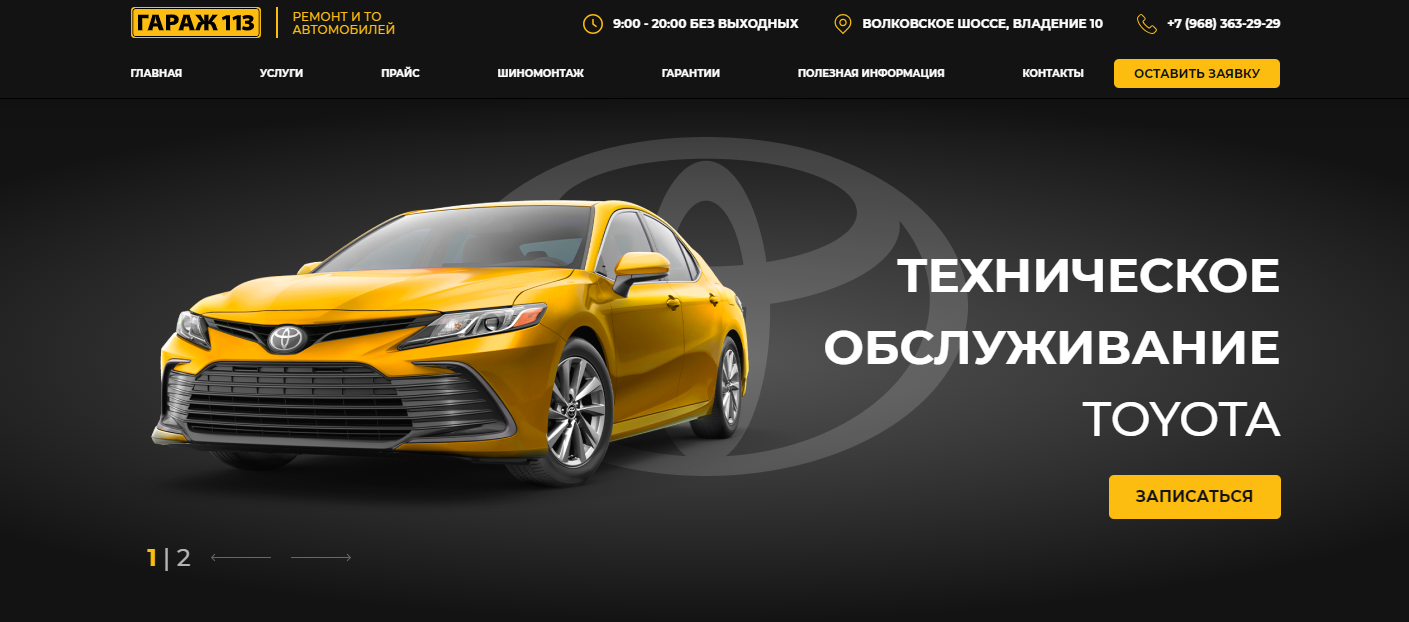 ГАРАЖ 113
РЕМОНТ И ТО
АВТОМОБИЛЕЙ
9:00 - 20:00 БЕЗ ВЫХОДНЫХ
ВОЛКОВСКОЕ ШОССЕ, ВЛАДЕНИЕ 10
+7 (968) 363-29-29
ГЛАВНАЯ
УСЛУГИ
ПРАЙС
ШИНОМОНТАЖ
ГАРАНТИИ
ПОЛЕЗНАЯ ИНФОРМАЦИЯ
КОНТАКТЫ
ОСТАВИТЬ ЗАЯВКУ
ТЕХНИЧЕСКОЕ
ОБСЛУЖИВАНИЕ
TOYOTA
ЗАПИСАТЬСЯ
1 | 2